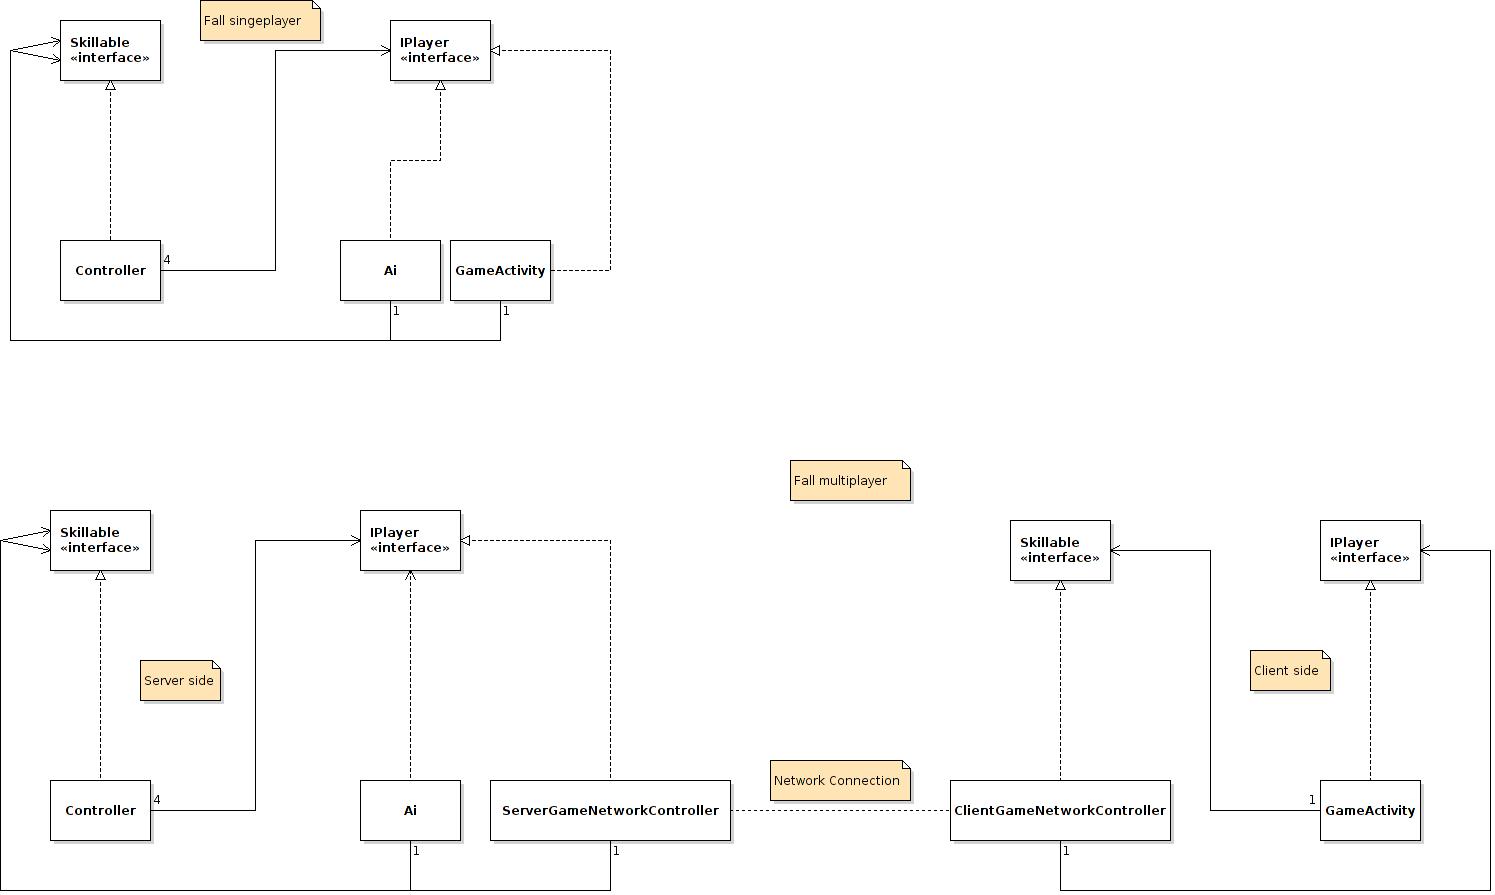 Fall singeplayer
Skillable
«interface»
IPlayer
«interface»
Controller
4
Ai
GameActivity
1
1
Fall multiplayer
Skillable
«interface»
IPlayer
«interface»
Skillable
«interface»
IPlayer
«interface»
Server side
Client side
Network Connection
Controller
4
Ai
ServerGameNetworkController
ClientGameNetworkController
1
GameActivity
1
1
1